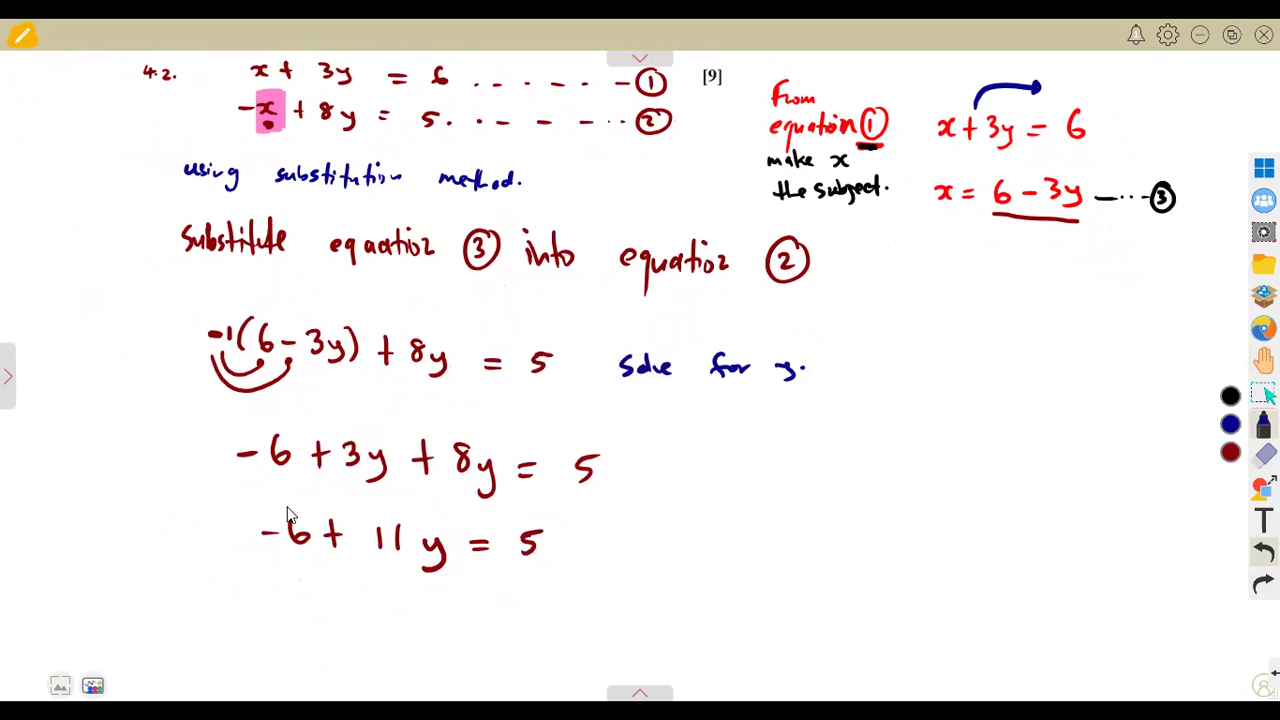 4.2. x + 3y = 6 . . . . . . . - ①
[9]
-x + 8y = 5. . - - - - . . ②
using substitution method.
substitute equation ③ into equation ②
-1(6 - 3y) + 8y = 5 solve for y.
-6 + 3y + 8y = 5
-6 + 11y = 5
From
equation ①
make x
the subject.
x + 3y = 6
x = 6 - 3y - . . . - ③
T